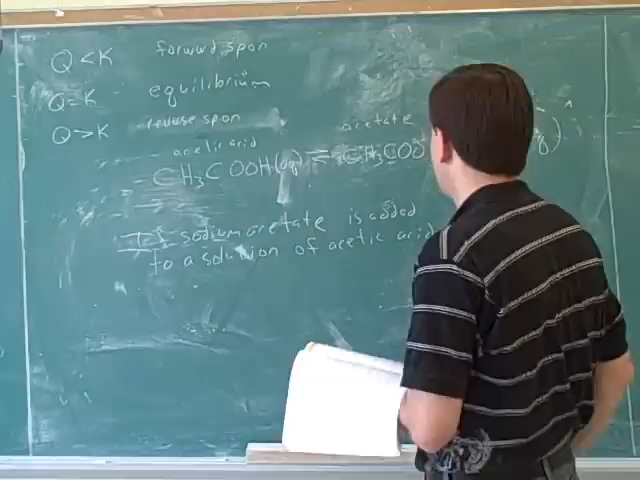 Q < K forward spon
Q = K equilibrium
Q > K reverse spon
acetic acid acetate
CH₃COOH(aq) ⇌ CH₃COO q)
If sodium acetate is added
to a solution of acetic acid